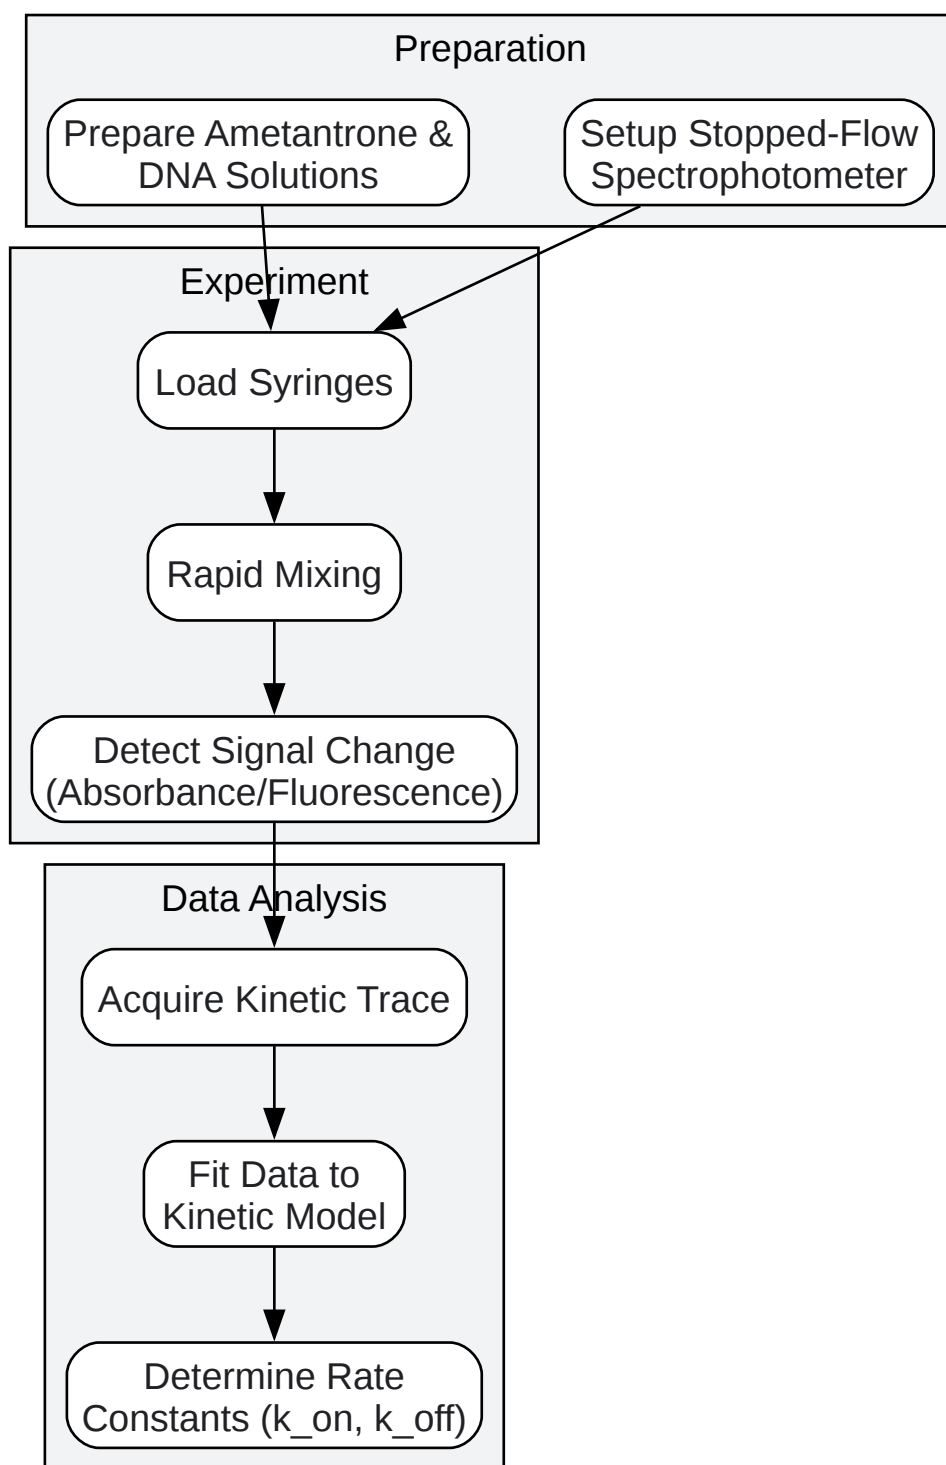 Preparation
Prepare Ametantrone &
DNA Solutions
Setup Stopped-Flow
Spectrophotometer
Experiment
Load Syringes
Rapid Mixing
Detect Signal Change
(Absorbance/Fluorescence)
Data Analysis
Acquire Kinetic Trace
Fit Data to
Kinetic Model
Determine Rate
Constants (k_on, k_off)